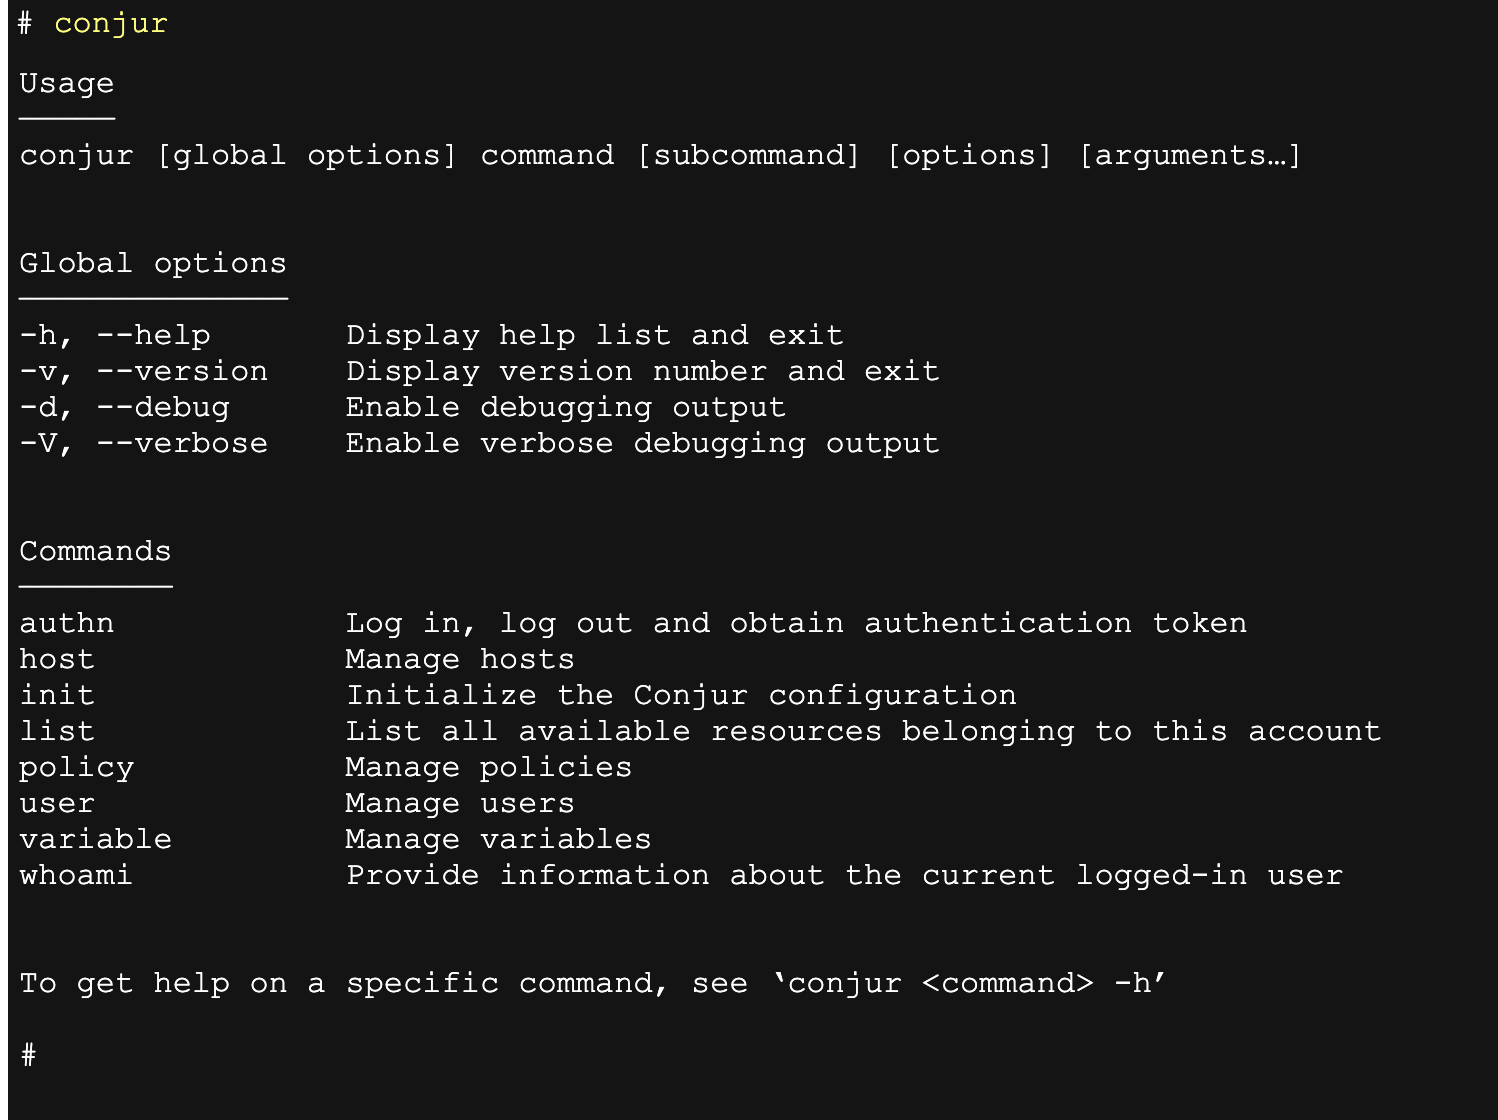 # conjur
Usage
conjur [global options] command [subcommand] [options] [arguments…]
Global options
-h, --help Display help list and exit
-v, --version Display version number and exit
-d, --debug Enable debugging output
-V, --verbose Enable verbose debugging output
Commands
authn Log in, log out and obtain authentication token
host Manage hosts
init Initialize the Conjur configuration
list List all available resources belonging to this account
policy Manage policies
user Manage users
variable Manage variables
whoami Provide information about the current logged-in user
To get help on a specific command, see ‘conjur <command> -h’
#